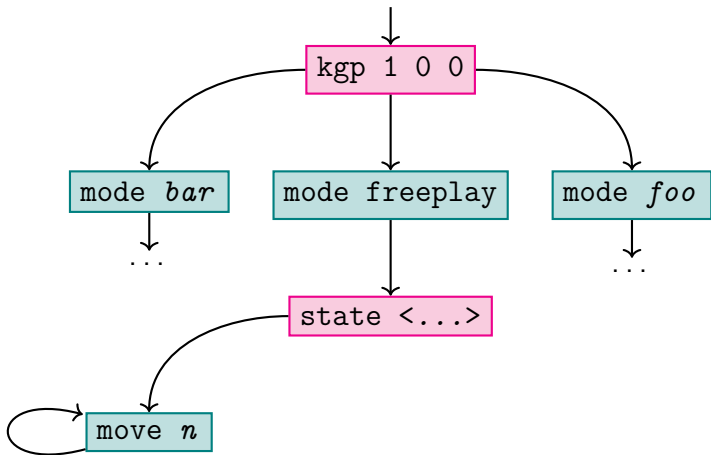 kgp 1 0 0
mode bar
mode freeplay
mode foo
...
...
state <...>
move n